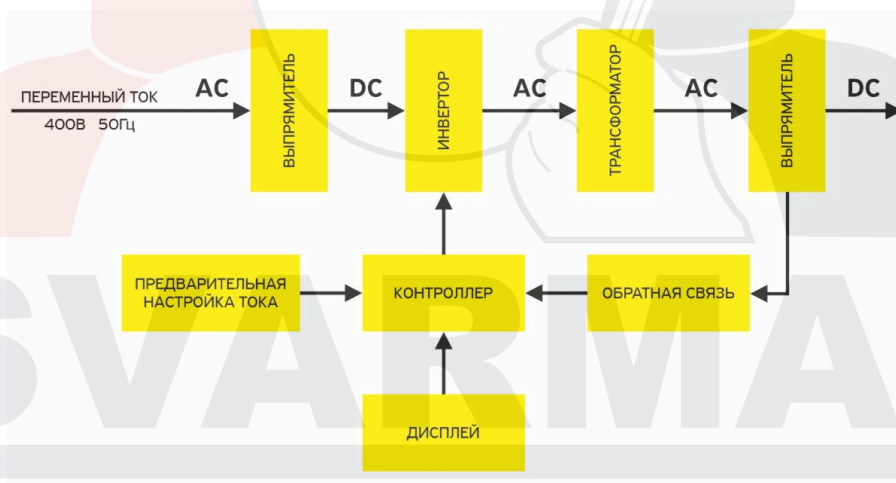 ПЕРЕМЕННЫЙ ТОК
400В 50Гц
AC
ВЫПРЯМИТЕЛЬ
DC
ИНВЕРТОР
AC
ТРАНСФОРМАТОР
AC
ВЫПРЯМИТЕЛЬ
DC
ПРЕДВАРИТЕЛЬНАЯ
НАСТРОЙКА ТОКА
КОНТРОЛЛЕР
ОБРАТНАЯ СВЯЗЬ
ДИСПЛЕЙ
SVARMA